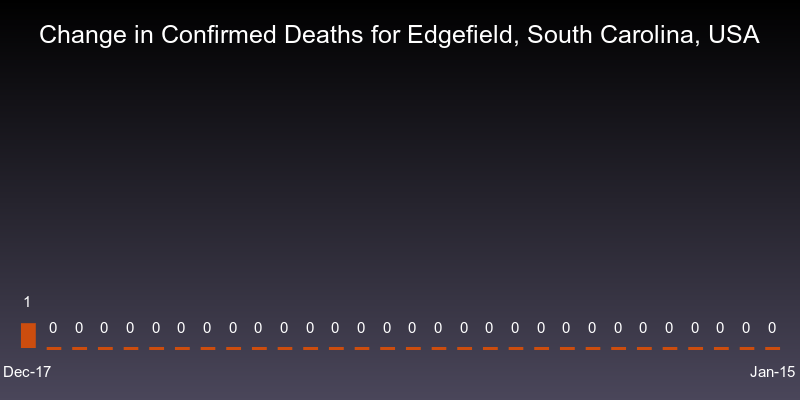 Change in Confirmed Deaths for Edgefield, South Carolina, USA
1
0 0 0 0 0 0 0 0 0 0 0 0 0 0 0 0 0 0 0 0 0 0 0 0 0 0 0 0 0
Dec-17 Jan-15